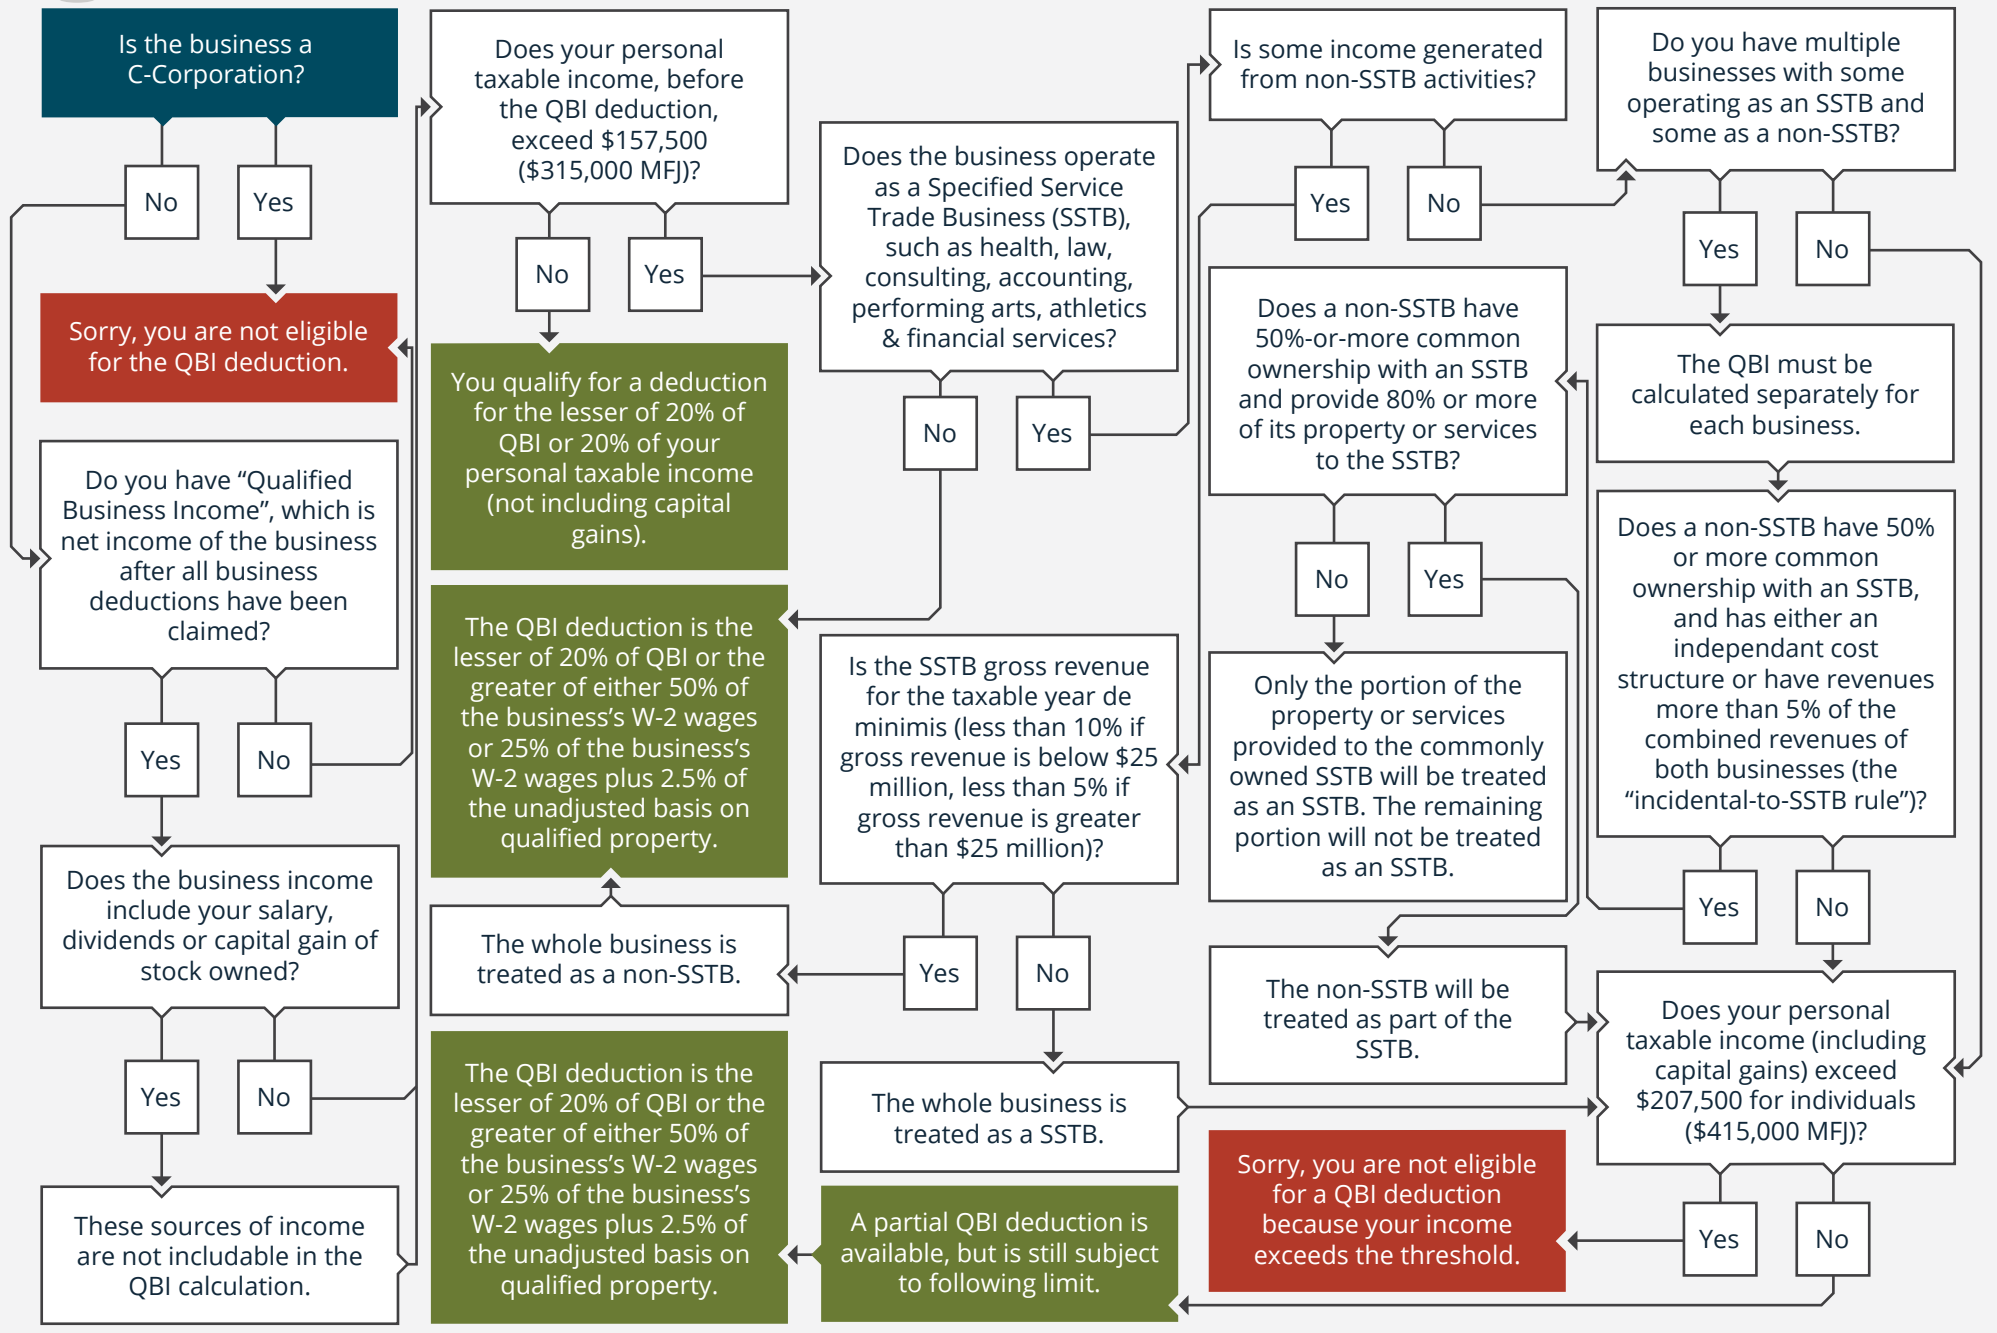 Is the business a
C-Corporation?
No
Yes
Sorry, you are not eligible
for the QBI deduction.
Do you have “Qualified
Business Income”, which is
net income of the business
after all business
deductions have been
claimed?
Yes
No
Does the business income
include your salary,
dividends or capital gain of
stock owned?
Yes
No
These sources of income
are not includable in the
QBI calculation.
Does your personal
taxable income, before
the QBI deduction,
exceed $157,500
($315,000 MFJ)?
No
Yes
You qualify for a deduction
for the lesser of 20% of
QBI or 20% of your
personal taxable income
(not including capital
gains).
The QBI deduction is the
lesser of 20% of QBI or the
greater of either 50% of
the business’s W-2 wages
or 25% of the business’s
W-2 wages plus 2.5% of
the unadjusted basis on
qualified property.
The whole business is
treated as a non-SSTB.
The QBI deduction is the
lesser of 20% of QBI or the
greater of either 50% of
the business’s W-2 wages
or 25% of the business’s
W-2 wages plus 2.5% of
the unadjusted basis on
qualified property.
Does the business operate
as a Specified Service
Trade Business (SSTB),
such as health, law,
consulting, accounting,
performing arts, athletics
& financial services?
No
Yes
Is the SSTB gross revenue
for the taxable year de
minimis (less than 10% if
gross revenue is below $25
million, less than 5% if
gross revenue is greater
than $25 million)?
Yes
No
The whole business is
treated as a SSTB.
A partial QBI deduction is
available, but is still subject
to following limit.
Is some income generated
from non-SSTB activities?
Yes
No
Does a non-SSTB have
50%-or-more common
ownership with an SSTB
and provide 80% or more
of its property or services
to the SSTB?
No
Yes
Only the portion of the
property or services
provided to the commonly
owned SSTB will be treated
as an SSTB. The remaining
portion will not be treated
as an SSTB.
The non-SSTB will be
treated as part of the
SSTB.
Sorry, you are not eligible
for a QBI deduction
because your income
exceeds the threshold.
Do you have multiple
businesses with some
operating as an SSTB and
some as a non-SSTB?
Yes
No
The QBI must be
calculated separately for
each business.
Does a non-SSTB have 50%
or more common
ownership with an SSTB,
and has either an
independant cost
structure or have revenues
more than 5% of the
combined revenues of
both businesses (the
“incidental-to-SSTB rule”)?
Yes
No
Does your personal
taxable income (including
capital gains) exceed
$207,500 for individuals
($415,000 MFJ)?
Yes
No